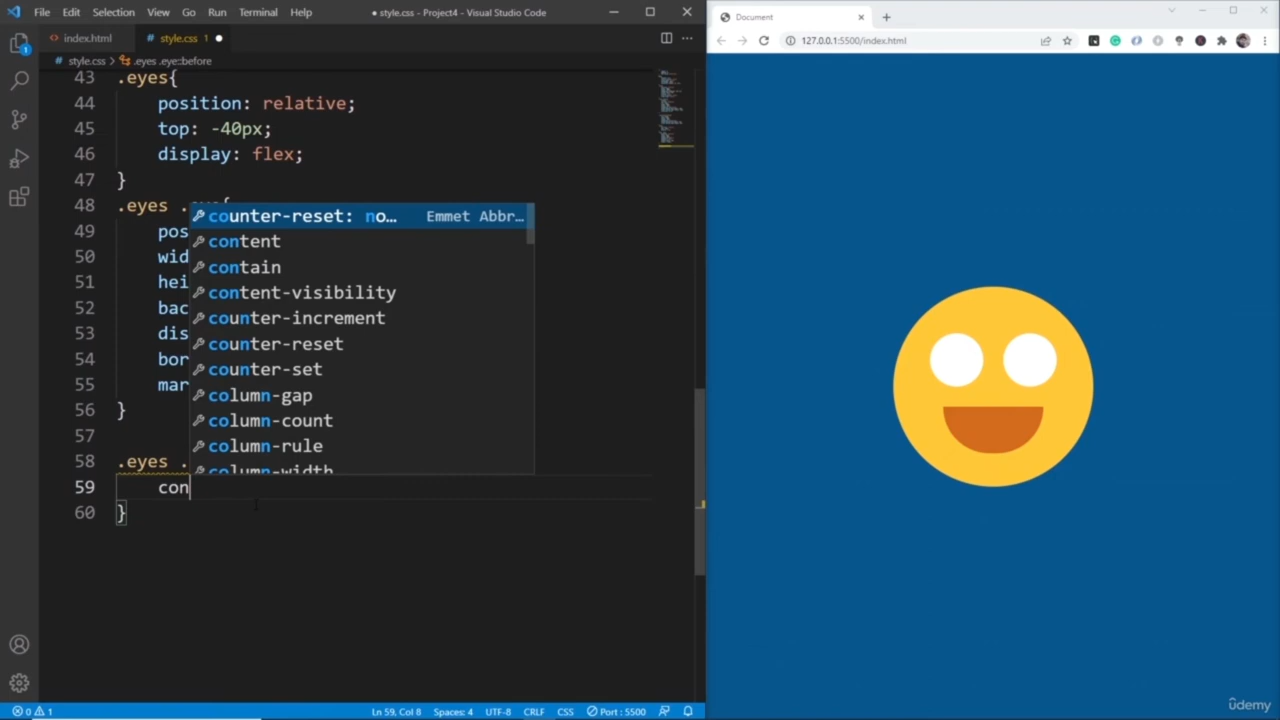 File Edit Selection View Go Run Terminal Help
● style.css - Project4 - Visual Studio Code
index.html
# style.css 1 ●
# style.css > .eyes .eye::before
43 .eyes{
44 position: relative;
45 top: -40px;
46 display: flex;
47 }
48 .eyes .eye{
49 pos
50 wid
51 hei
52 bac
53 dis
54 bor
55 mar
56 }
57
58 .eyes .
59 con
60 }
counter-reset: no… Emmet Abbr…
content
contain
content-visibility
counter-increment
counter-reset
counter-set
column-gap
column-count
column-rule
column-width
1
0 1
Ln 59, Col 8 Spaces: 4 UTF-8 CRLF CSS Port : 5500
Document
127.0.0.1:5500/index.html
ûdemy